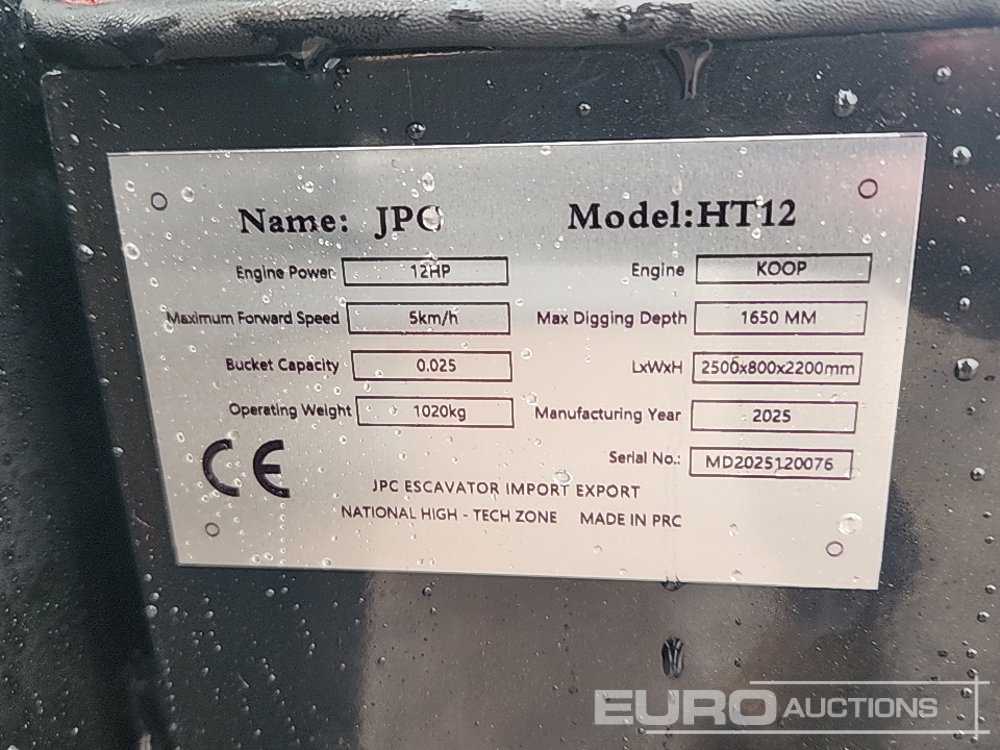 Name: JPC Model:HT12
Engine Power 12HP Engine KOOP
Maximum Forward Speed 5km/h Max Digging Depth 1650 MM
Bucket Capacity 0.025 LxWxH 2500x800x2200mm
Operating Weight 1020kg Manufacturing Year 2025
CE Serial No.: MD2025120076
JPC ESCAVATOR IMPORT EXPORT
NATIONAL HIGH - TECH ZONE MADE IN PRC
EURO AUCTIONS